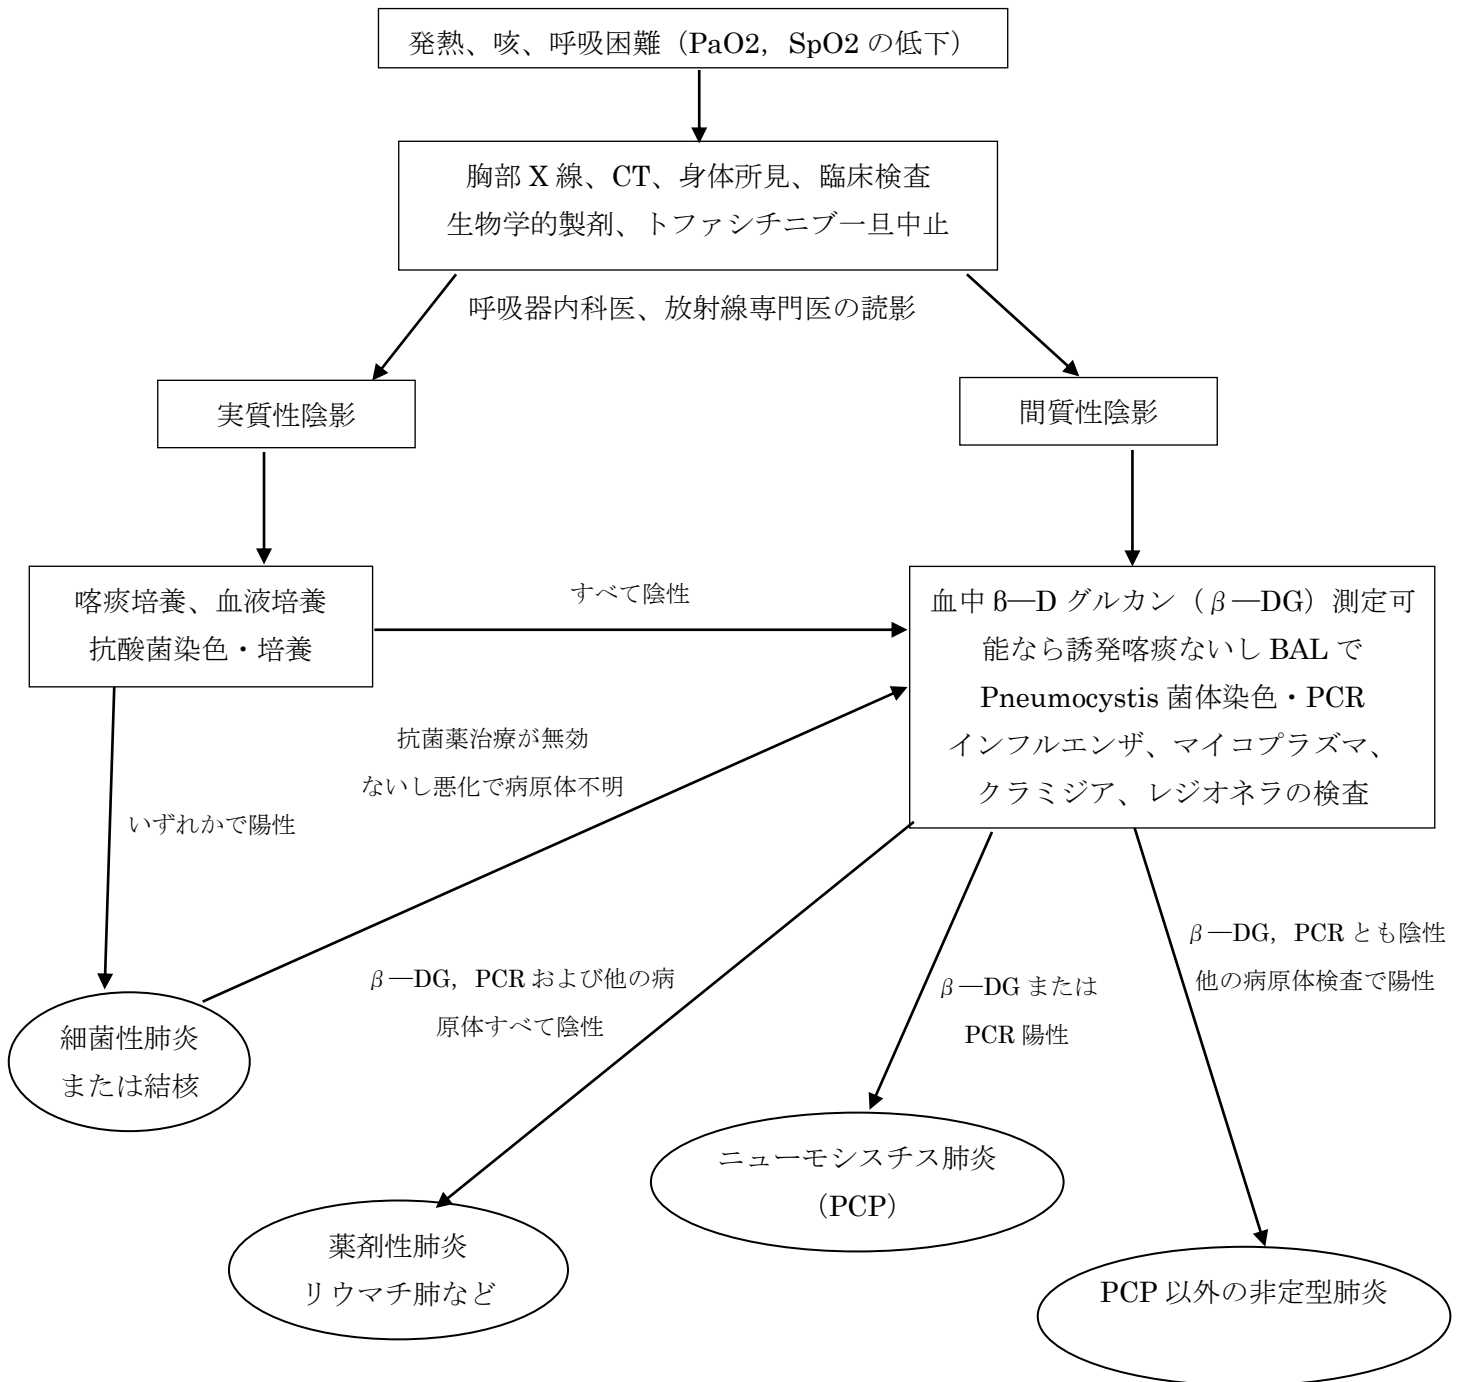 発熱、咳、呼吸困難（PaO2，SpO2 の低下）
胸部 X 線、CT、身体所見、臨床検査
生物学的製剤、トファシチニブ一旦中止
呼吸器内科医、放射線専門医の読影
実質性陰影
間質性陰影
喀痰培養、血液培養
抗酸菌染色・培養
すべて陰性
血中 β―D グルカン（β―DG）測定可
能なら誘発喀痰ないし BAL で
Pneumocystis 菌体染色・PCR
インフルエンザ、マイコプラズマ、
クラミジア、レジオネラの検査
抗菌薬治療が無効
ないし悪化で病原体不明
いずれかで陽性
β―DG，PCR および他の病
原体すべて陰性
β―DG または
PCR 陽性
β―DG，PCR とも陰性
他の病原体検査で陽性
細菌性肺炎
または結核
薬剤性肺炎
リウマチ肺など
ニューモシスチス肺炎
（PCP）
PCP 以外の非定型肺炎